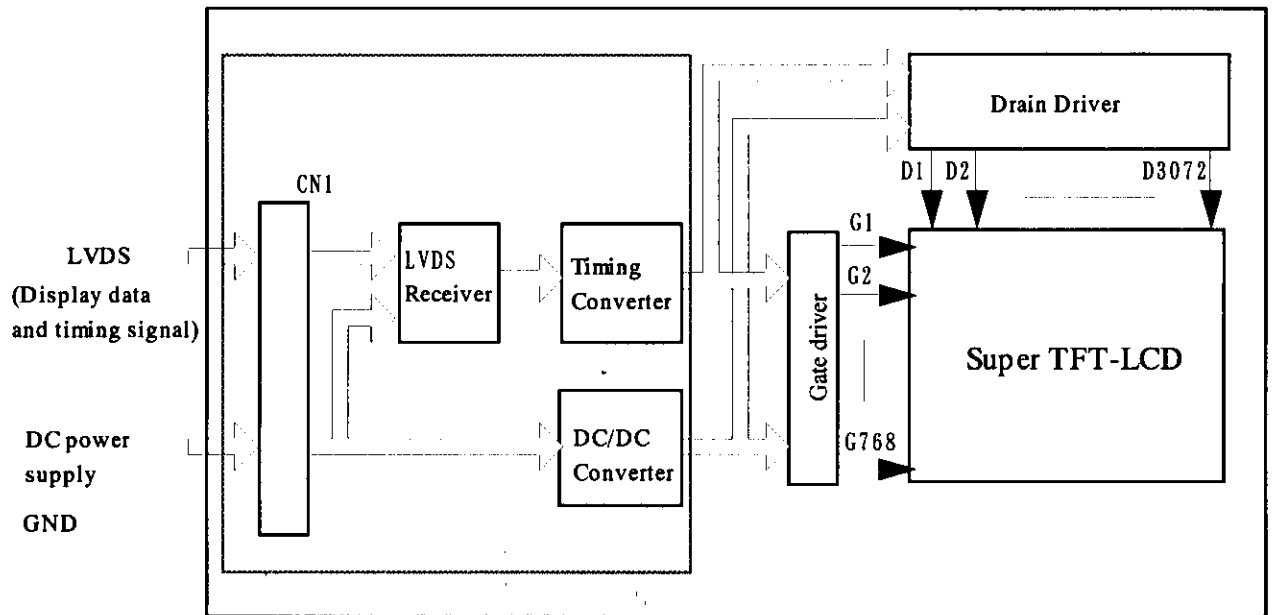 Drain Driver
D1
D2
D3072
CN1
LVDS
(Display data
and timing signal)
LVDS
Receiver
Timing
Converter
G1
G2
Gate driver
Super TFT-LCD
G768
DC power
supply
GND
DC/DC
Converter